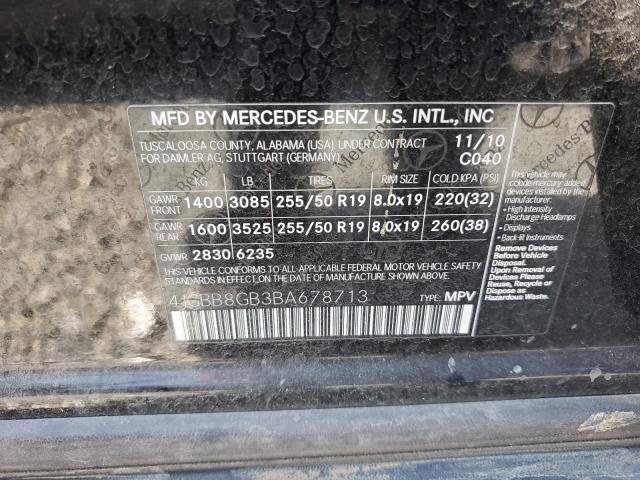 MFD BY MERCEDES-BENZ U.S. INTL., INC
TUSCALOOSA COUNTY, ALABAMA (USA) UNDER CONTRACT 11/10
FOR DAIMLER AG, STUTTGART (GERMANY) C040
KG LB TIRES RIM SIZE COLD KPA (PSI)
GAWR FRONT 1400 3085 255/50 R19 8.0x19 220(32)
GAWR REAR 1600 3525 255/50 R19 8.0x19 260(38)
GVWR 2830 6235
THIS VEHICLE CONFORMS TO ALL APPLICABLE FEDERAL MOTOR VEHICLE SAFETY
STANDARDS IN EFFECT ON THE DATE OF MANUFACTURE SHOWN ABOVE.
4JGBB8GB3BA678713 TYPE: MPV
This vehicle may
include mercury-added
devices installed by the
manufacturer:
• High Intensity
Discharge Headlamps
• Displays
• Back-lit Instruments
Remove Devices
Before Vehicle
Disposal.
Upon Removal of
Devices Please
Reuse, Recycle or
Dispose as
Hazardous Waste.